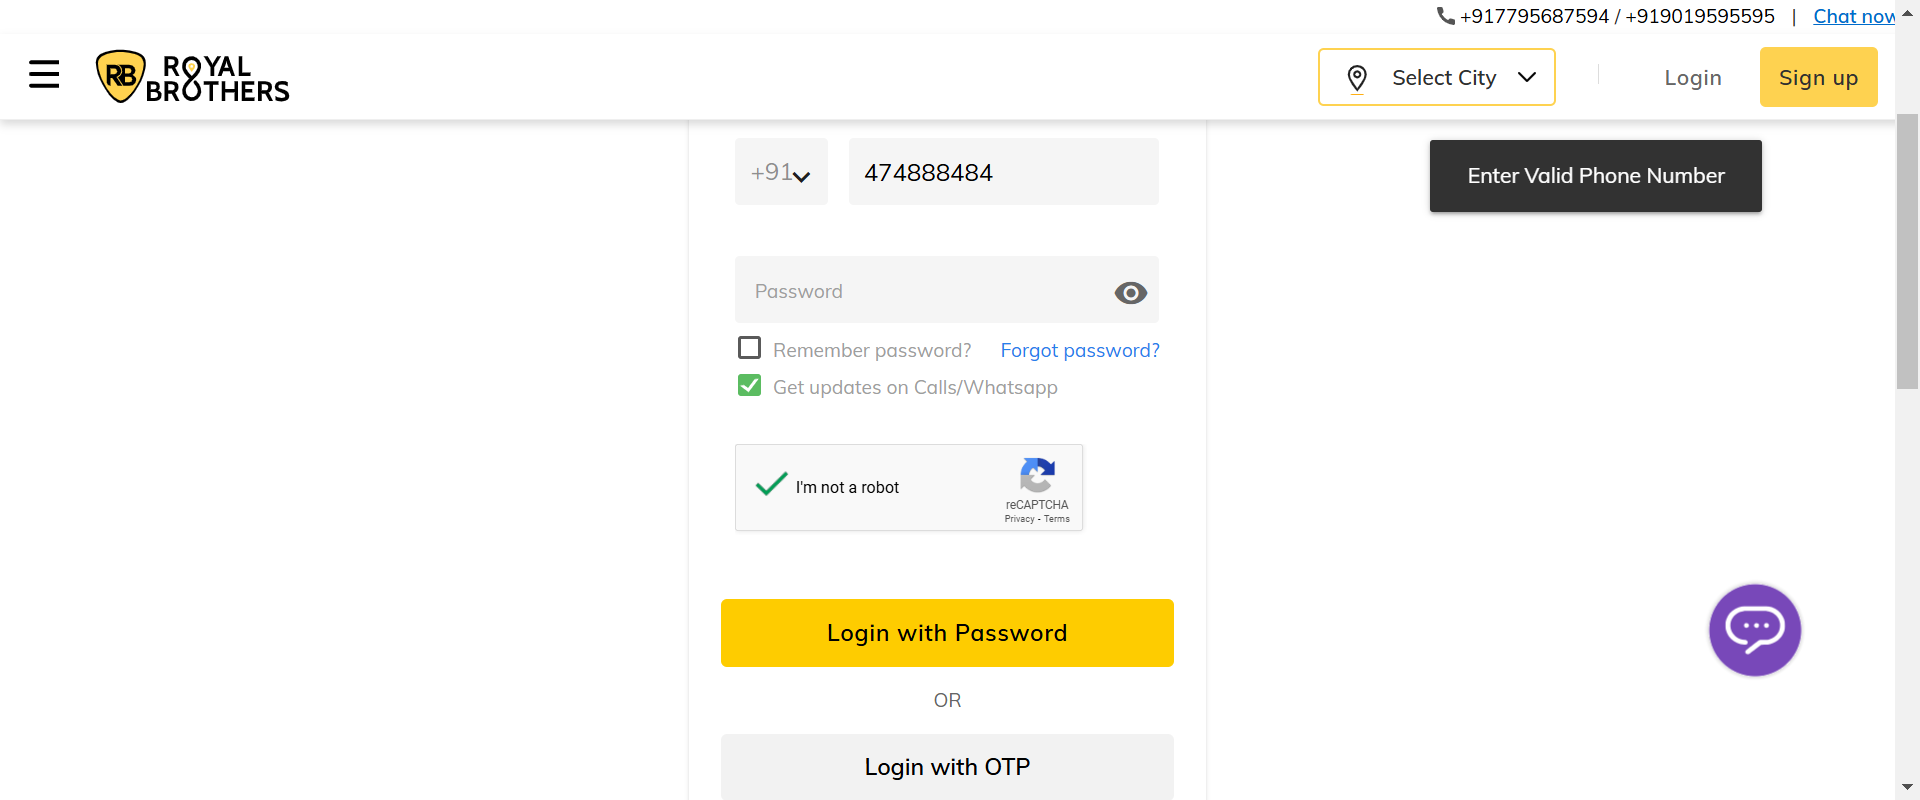 +917795687594 / +919019595595 | Chat now
RB ROYAL BROTHERS
Select City
Login
Sign up
+91
474888484
Enter Valid Phone Number
Password
Remember password? Forgot password?
Get updates on Calls/Whatsapp
I'm not a robot
reCAPTCHA
Privacy - Terms
Login with Password
OR
Login with OTP